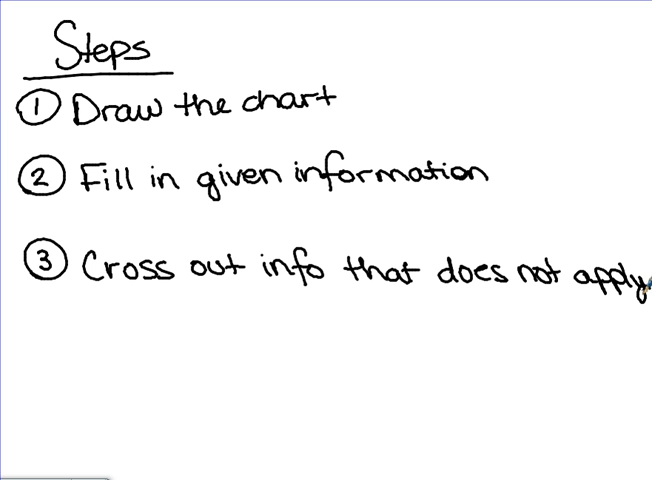 Steps
1 Draw the chart
2 Fill in given information
3 Cross out info that does not apply